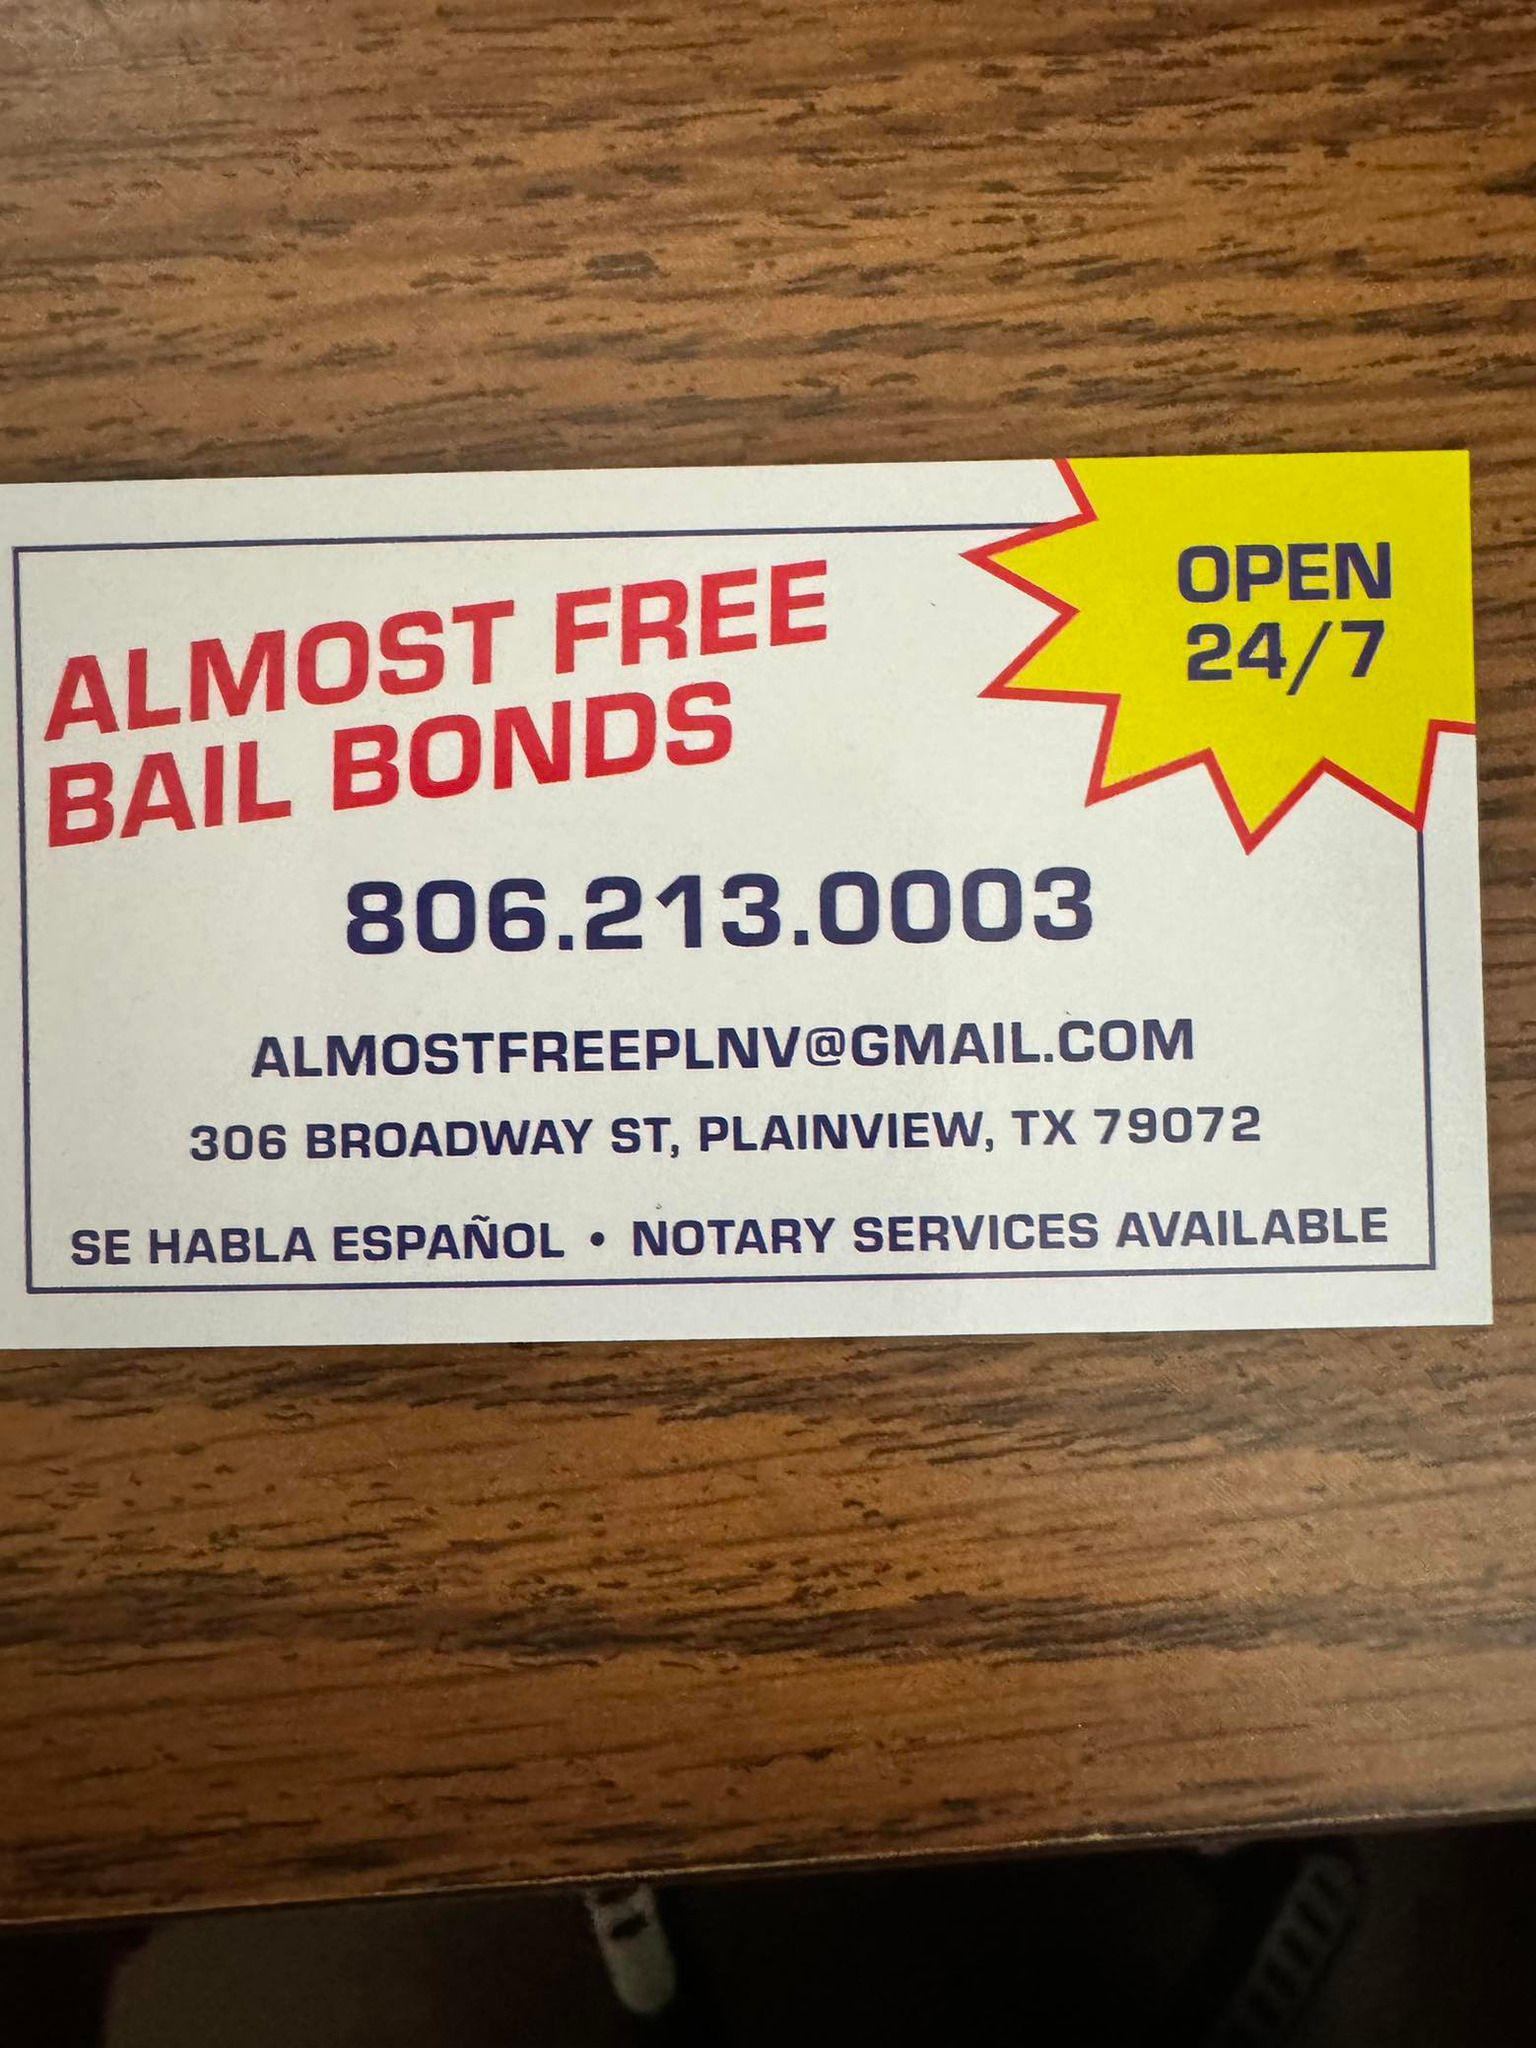 OPEN
24/7
ALMOST FREE
BAIL BONDS
806.213.0003
ALMOSTFREEPLNV@GMAIL.COM
306 BROADWAY ST, PLAINVIEW, TX 79072
SE HABLA ESPAÑOL • NOTARY SERVICES AVAILABLE